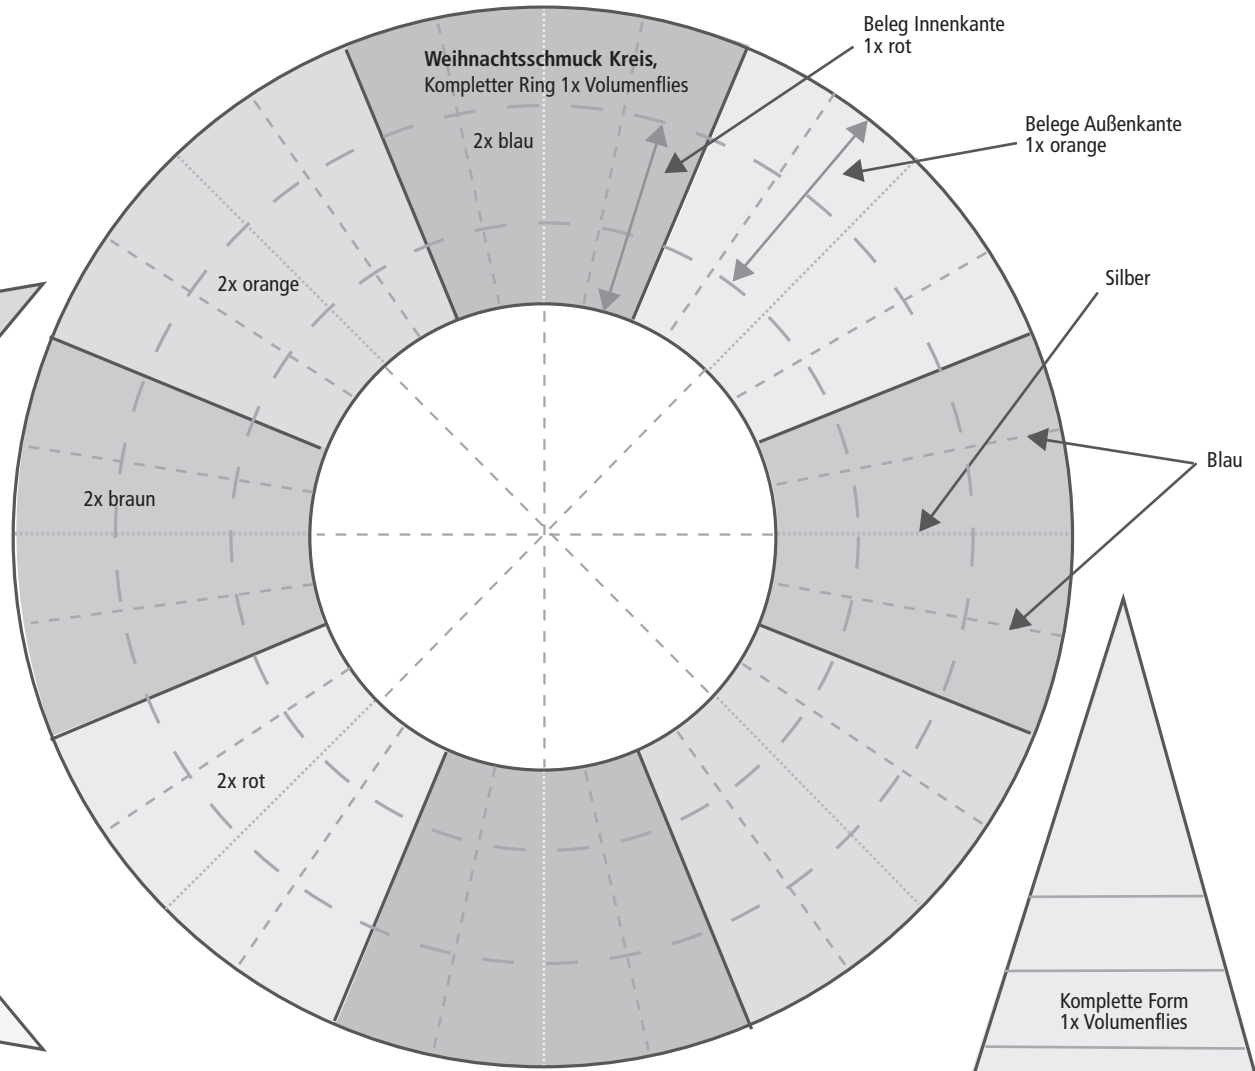 Beleg Innenkante
1x rot
Weihnachtsschmuck Kreis,
Kompletter Ring 1x Volumenflies
2x blau
Belege Außenkante
1x orange
2x orange
Silber
Blau
2x braun
2x rot
Komplette Form
1x Volumenflies